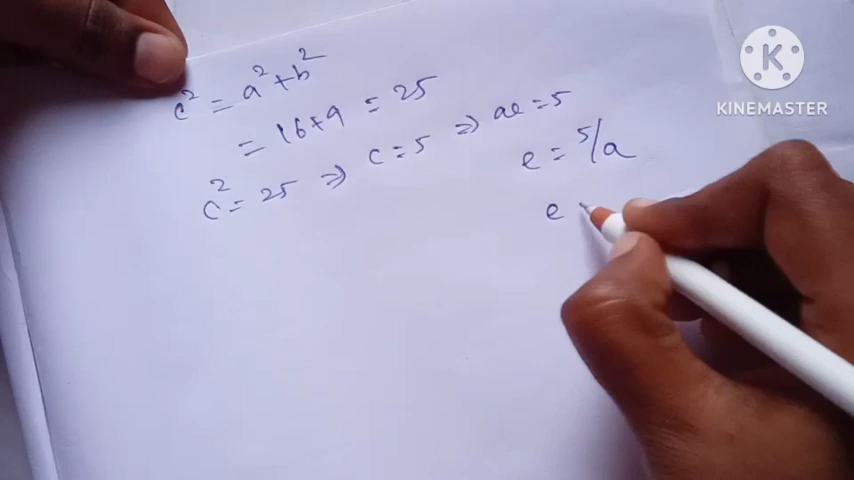 c² = a² + b²
= 16+9 = 25
c² = 25 ⇒ c = 5 ⇒ ae = 5
e = 5/a
e
KINEMASTER